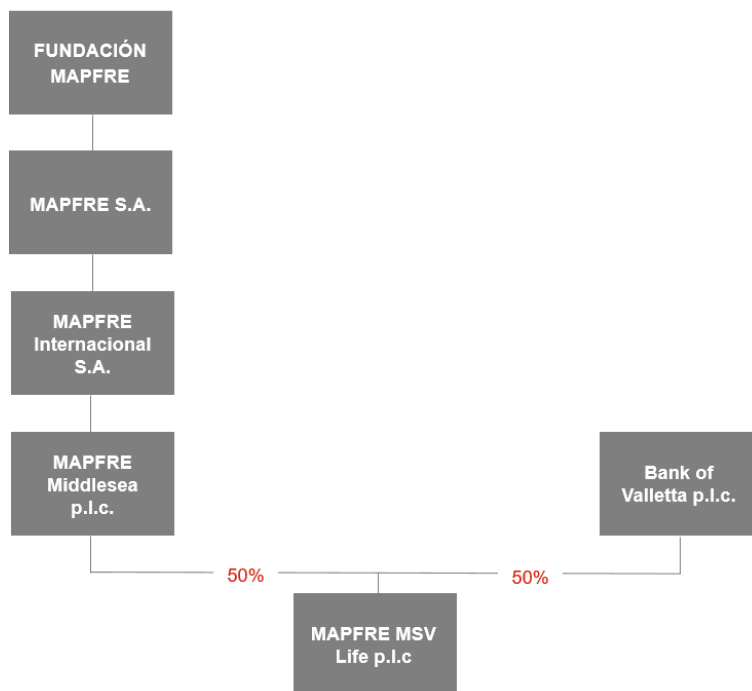 FUNDACIÓN
MAPFRE
MAPFRE S.A.
MAPFRE
Internacional
S.A.
MAPFRE
Middlesea
p.l.c.
Bank of
Valletta p.l.c.
50%
50%
MAPFRE MSV
Life p.l.c